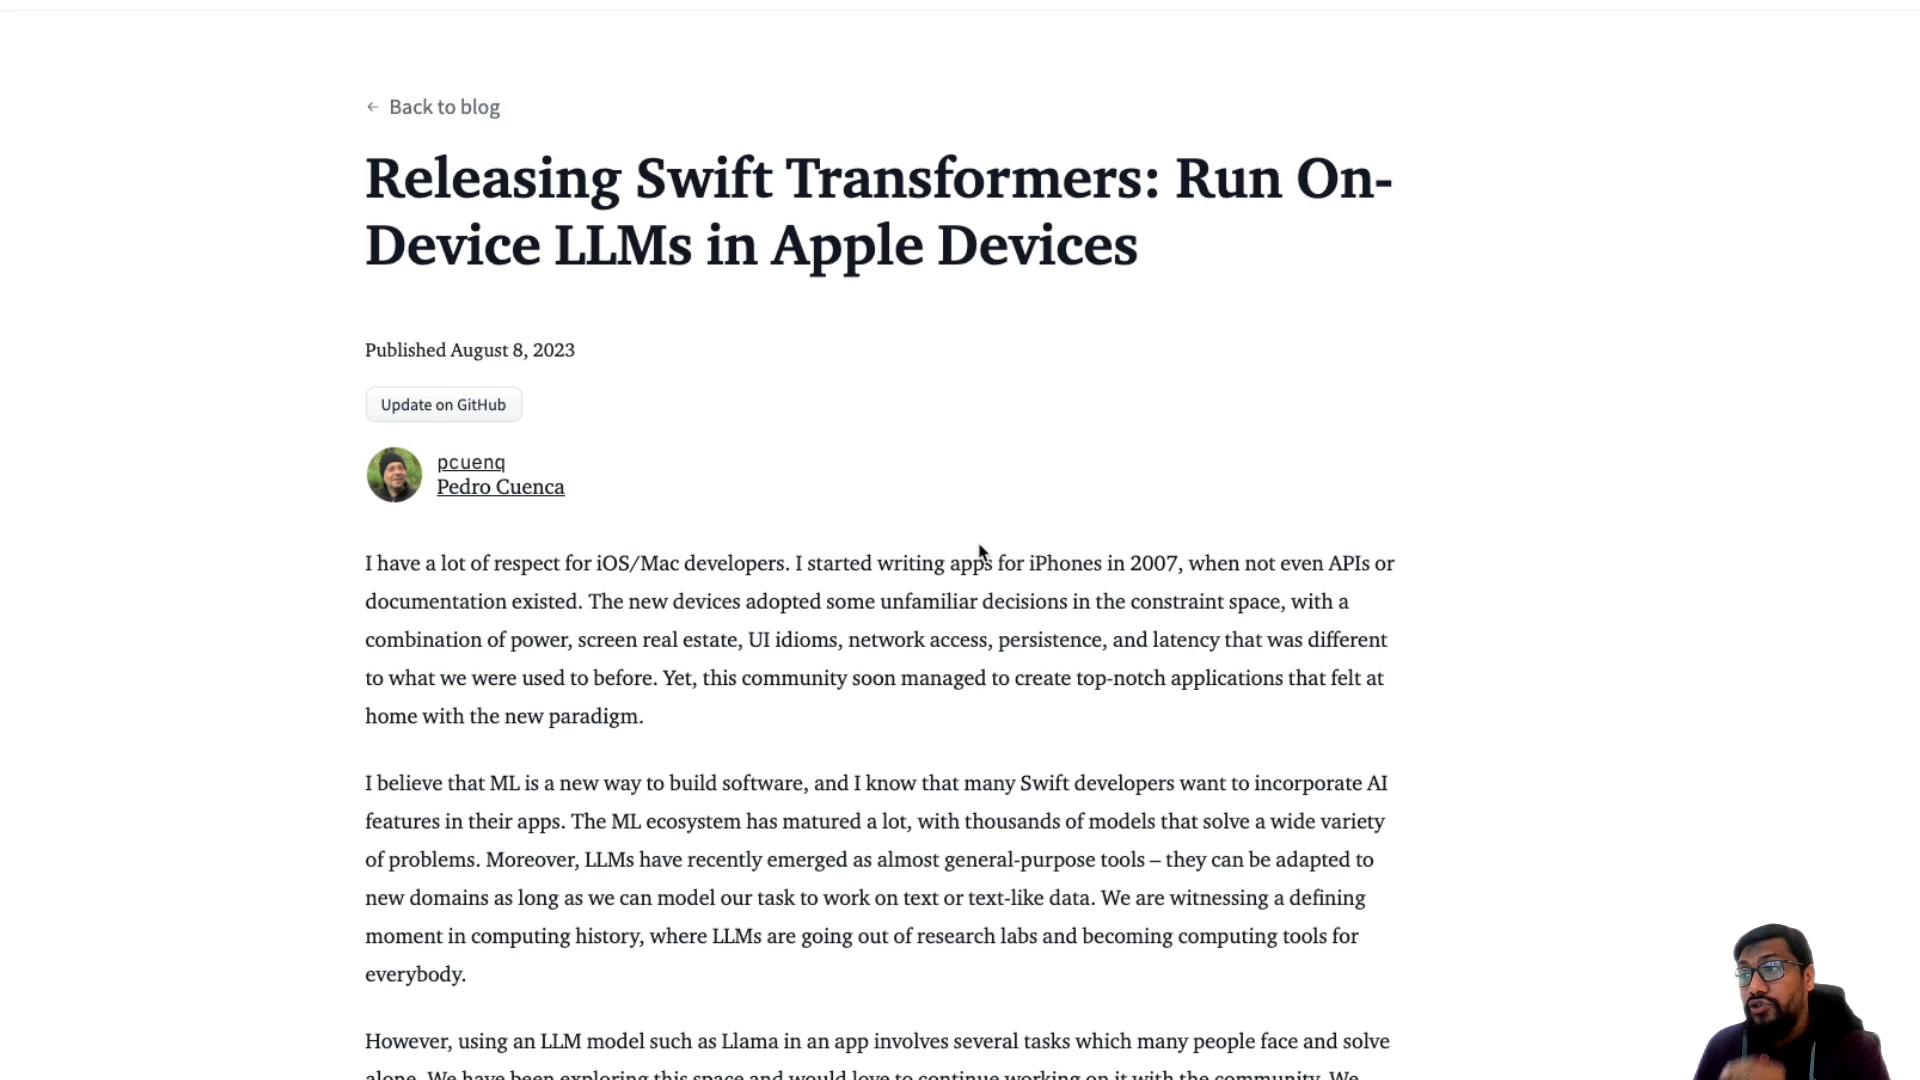 ← Back to blog
Releasing Swift Transformers: Run On-
Device LLMs in Apple Devices
Published August 8, 2023
Update on GitHub
pcuenq
Pedro Cuenca
I have a lot of respect for iOS/Mac developers. I started writing apps for iPhones in 2007, when not even APIs or
documentation existed. The new devices adopted some unfamiliar decisions in the constraint space, with a
combination of power, screen real estate, UI idioms, network access, persistence, and latency that was different
to what we were used to before. Yet, this community soon managed to create top-notch applications that felt at
home with the new paradigm.
I believe that ML is a new way to build software, and I know that many Swift developers want to incorporate AI
features in their apps. The ML ecosystem has matured a lot, with thousands of models that solve a wide variety
of problems. Moreover, LLMs have recently emerged as almost general-purpose tools – they can be adapted to
new domains as long as we can model our task to work on text or text-like data. We are witnessing a defining
moment in computing history, where LLMs are going out of research labs and becoming computing tools for
everybody.
However, using an LLM model such as Llama in an app involves several tasks which many people face and solve
alone. We have been exploring this space and would love to continue working on it with the community. We